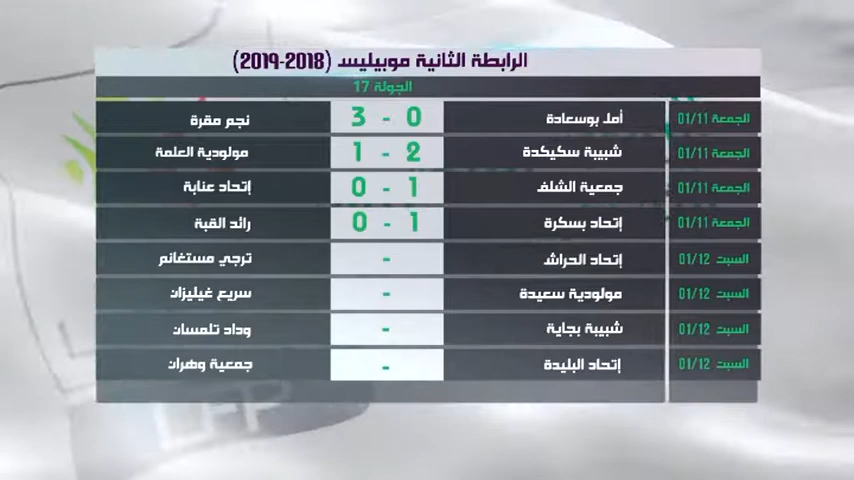 الرابطة الثانية موبيليس (2018-2019)
الجولة 17
الجمعة 01/11 أمل بوسعادة 0 - 3 نجم مقرة
الجمعة 01/11 شبيبة سكيكدة 2 - 1 مولودية العلمة
الجمعة 01/11 جمعية الشلف 1 - 0 إتحاد عنابة
الجمعة 01/11 إتحاد بسكرة 1 - 0 رائد القبة
السبت 01/12 إتحاد الحراش - ترجي مستغانم
السبت 01/12 مولودية سعيدة - سريع غيليزان
السبت 01/12 شبيبة بجاية - وداد تلمسان
السبت 01/12 إتحاد البليدة - جمعية وهران
LFP